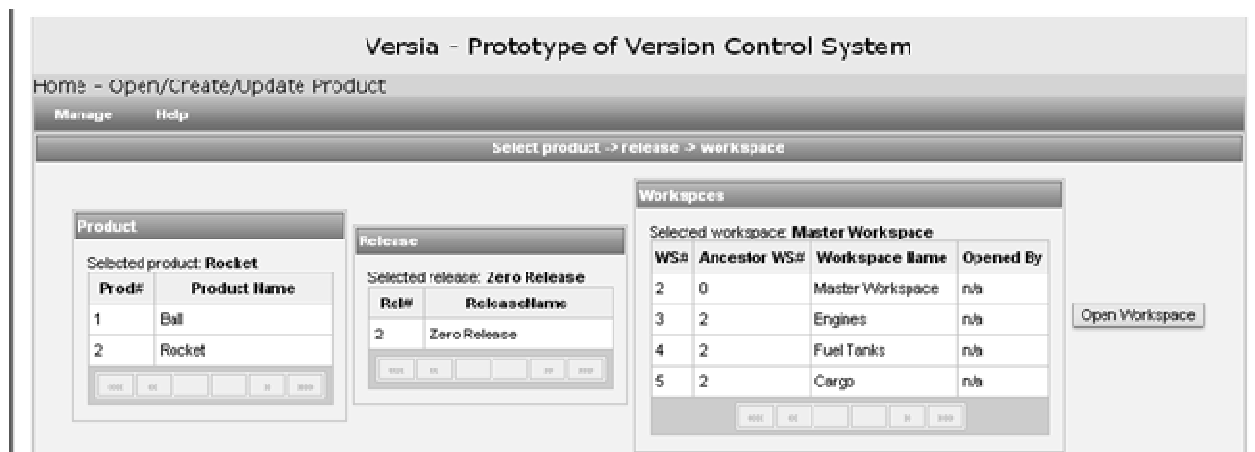 Versia - Prototype of Version Control System
Home - Open/Create/Update Product
Manage Help
Select product -> release -> workspace
Product
Selected product: Rocket
Prod# Product Name
1 Ball
2 Rocket
Release
Selected release: Zero Release
Rel# ReleaseName
2 Zero Release
Workspces
Selected workspace: Master Workspace
WS# Ancestor WS# Workspace Name Opened By
2 0 Master Workspace n/a
3 2 Engines n/a
4 2 Fuel Tanks n/a
5 2 Cargo n/a
Open Workspace